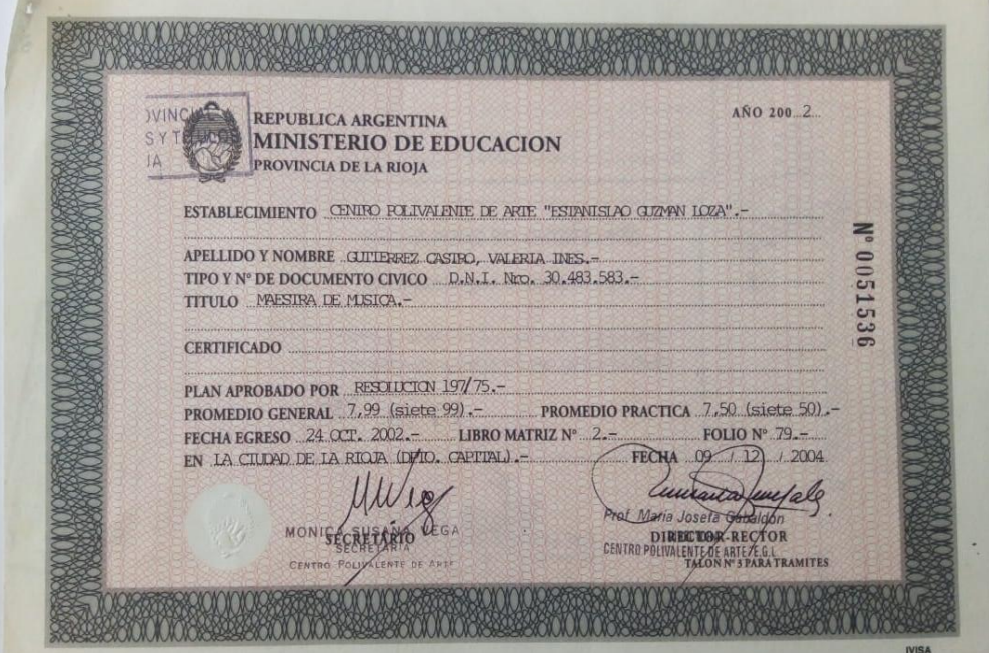 OVINCI
S Y T
IA
REPUBLICA ARGENTINA
MINISTERIO DE EDUCACION
PROVINCIA DE LA RIOJA
AÑO 200 2
ESTABLECIMIENTO CENTRO POLIVALENTE DE ARTE "ESTANISLAO GUZMAN LOZA".-
APELLIDO Y NOMBRE GUTIERREZ CASTRO, VALERIA INES.-
TIPO Y Nº DE DOCUMENTO CIVICO D.N.I. Nro. 30.483.583.-
TITULO MAESTRA DE MUSICA.-
CERTIFICADO
PLAN APROBADO POR RESOLUCION 197/75.-
PROMEDIO GENERAL 7,99 (siete 99).- PROMEDIO PRACTICA 7,50 (siete 50).-
FECHA EGRESO 24 OCT. 2002.- LIBRO MATRIZ Nº 2.- FOLIO Nº 79.-
EN LA CIUDAD DE LA RIOJA (DPTO. CAPITAL).- FECHA 09 / 12 / 2004
Nº 0051536
MONICA SUSANA VEGA
SECRETARIO
SECRETARIA
CENTRO POLIVALENTE DE ARTE
Prof. María Josefa Gabaldón
DIRECTOR-RECTOR
CENTRO POLIVALENTE DE ARTE/E.G.L.
TALON Nº 3 PARA TRAMITES
IVISA